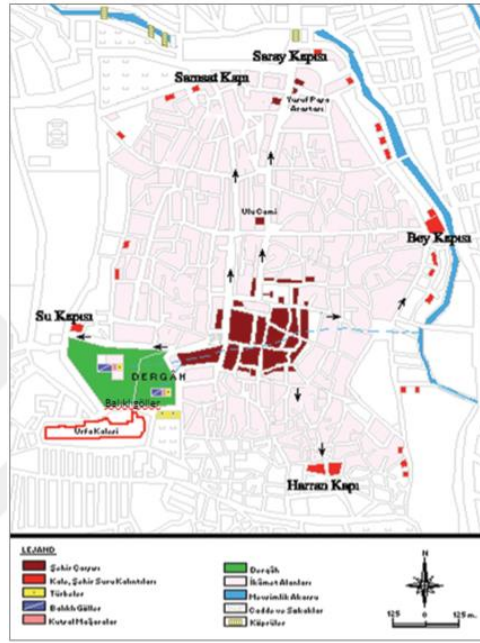 Saray Kapısı
Samsat Kapı
Yusuf Paşa
Ulu Cami
Bey Kapısı
Su Kapısı
DERGAH
Balıklıgöller
Urfa Kalesi
Harran Kapı
LEJAND
Şehir Çarşısı
Kale, Şehir Suru Kalıntıları
Türbeler
Balıklı Göller
Kutsal Mağaralar
Dergâh
İkâmet Alanları
Mevsimlik Akarsu
Cadde ve Sokaklar
Köprüler
N
125 0 125 m.